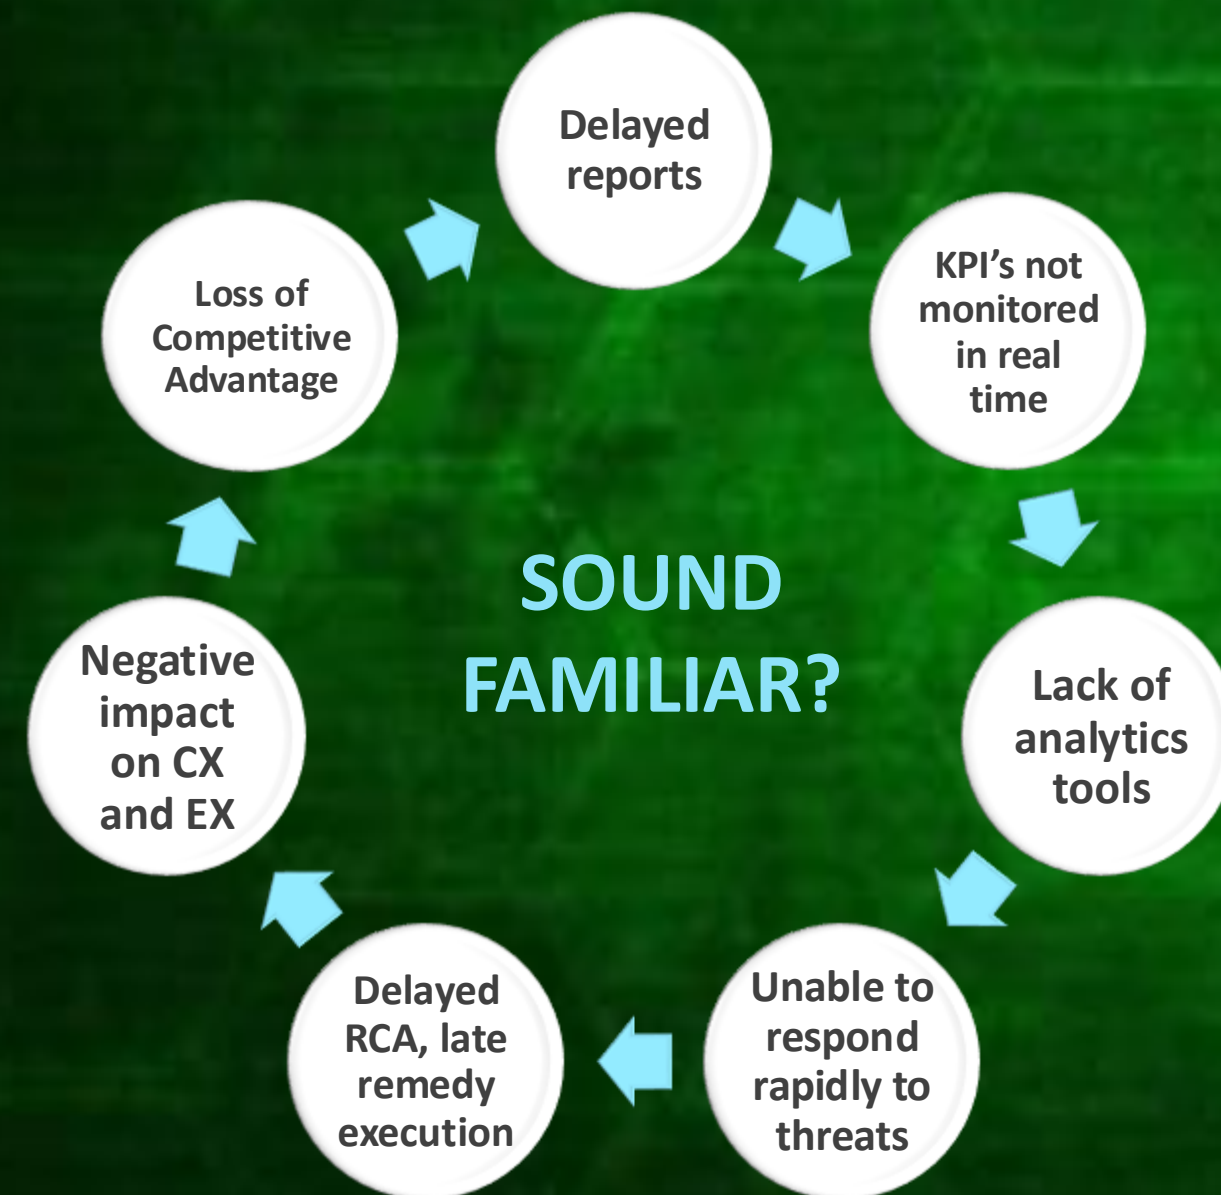 Delayed
reports
KPI’s not
monitored
in real
time
Lack of
analytics
tools
Unable to
respond
rapidly to
threats
Delayed
RCA, late
remedy
execution
Negative
impact
on CX
and EX
Loss of
Competitive
Advantage
SOUND
FAMILIAR?